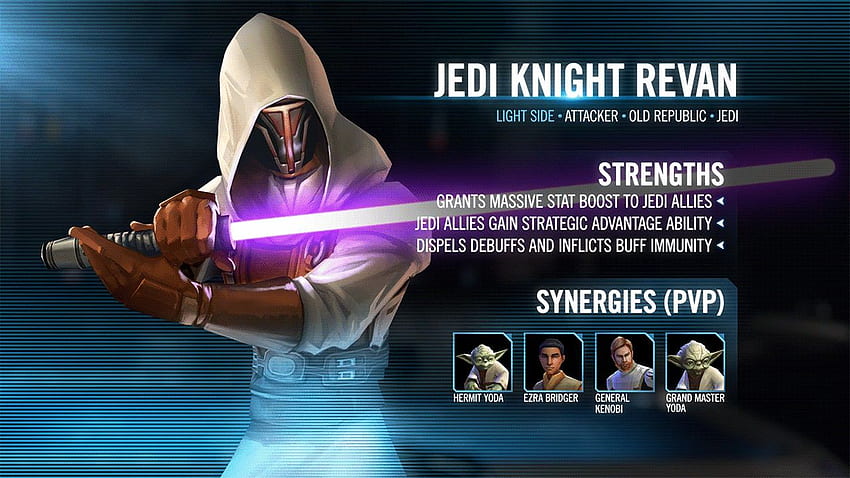 JEDI KNIGHT REVAN
LIGHT SIDE • ATTACKER • OLD REPUBLIC • JEDI
STRENGTHS
GRANTS MASSIVE STAT BOOST TO JEDI ALLIES
JEDI ALLIES GAIN STRATEGIC ADVANTAGE ABILITY
DISPELS DEBUFFS AND INFLICTS BUFF IMMUNITY
SYNERGIES (PVP)
HERMIT YODA
EZRA BRIDGER
GENERAL
KENOBI
GRAND MASTER
YODA